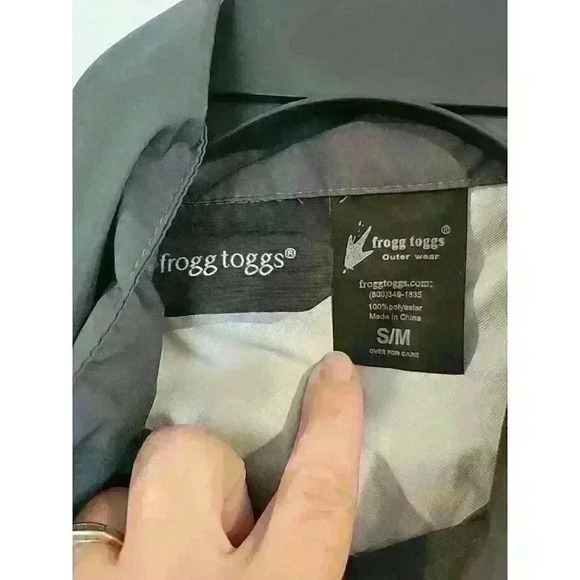 frogg toggs®
frogg toggs®
Outer wear
froggtoggs.com
(800)349-1835
100% polyester
Made in China
S/M
OVER FOR CARE